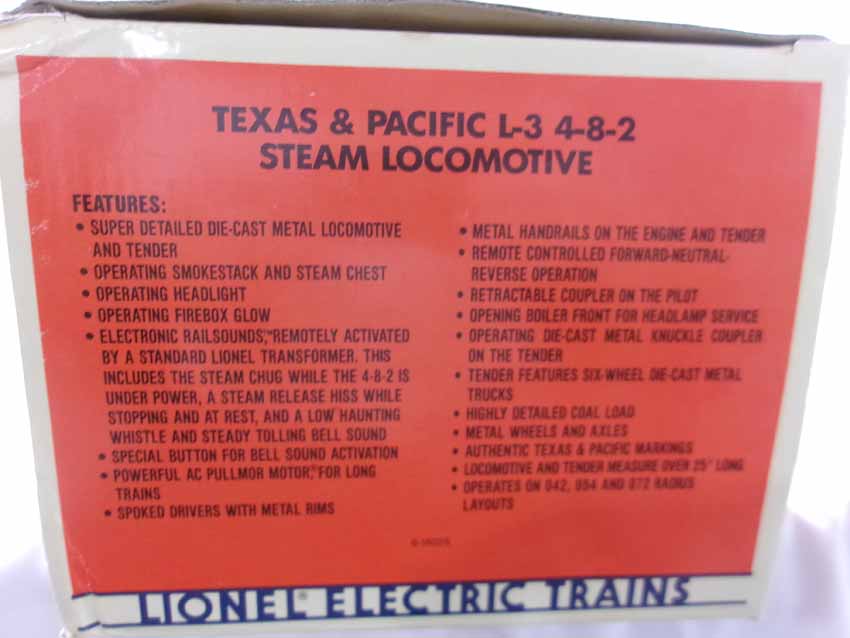 TEXAS & PACIFIC L-3 4-8-2
STEAM LOCOMOTIVE
FEATURES:
• SUPER DETAILED DIE-CAST METAL LOCOMOTIVE
AND TENDER
• OPERATING SMOKESTACK AND STEAM CHEST
• OPERATING HEADLIGHT
• OPERATING FIREBOX GLOW
• ELECTRONIC RAILSOUNDS,™ REMOTELY ACTIVATED
BY A STANDARD LIONEL TRANSFORMER. THIS
INCLUDES THE STEAM CHUG WHILE THE 4-8-2 IS
UNDER POWER, A STEAM RELEASE HISS WHILE
STOPPING AND AT REST, AND A LOW HAUNTING
WHISTLE AND STEADY TOLLING BELL SOUND
• SPECIAL BUTTON FOR BELL SOUND ACTIVATION
• POWERFUL AC PULLMOR MOTOR,® FOR LONG
TRAINS
• SPOKED DRIVERS WITH METAL RIMS
• METAL HANDRAILS ON THE ENGINE AND TENDER
• REMOTE CONTROLLED FORWARD-NEUTRAL-
REVERSE OPERATION
• RETRACTABLE COUPLER ON THE PILOT
• OPENING BOILER FRONT FOR HEADLAMP SERVICE
• OPERATING DIE-CAST METAL KNUCKLE COUPLER
ON THE TENDER
• TENDER FEATURES SIX-WHEEL DIE-CAST METAL
TRUCKS
• HIGHLY DETAILED COAL LOAD
• METAL WHEELS AND AXLES
• AUTHENTIC TEXAS & PACIFIC MARKINGS
• LOCOMOTIVE AND TENDER MEASURE OVER 25" LONG
• OPERATES ON 042, 054 AND 072 RADIUS
LAYOUTS
LIONEL® ELECTRIC TRAINS